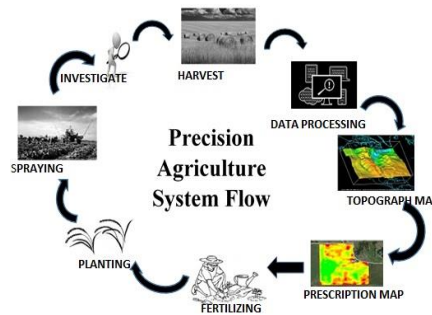 INVESTIGATE
HARVEST
DATA PROCESSING
TOPOGRAPH MA
PRESCRIPTION MAP
FERTILIZING
PLANTING
SPRAYING
Precision
Agriculture
System Flow